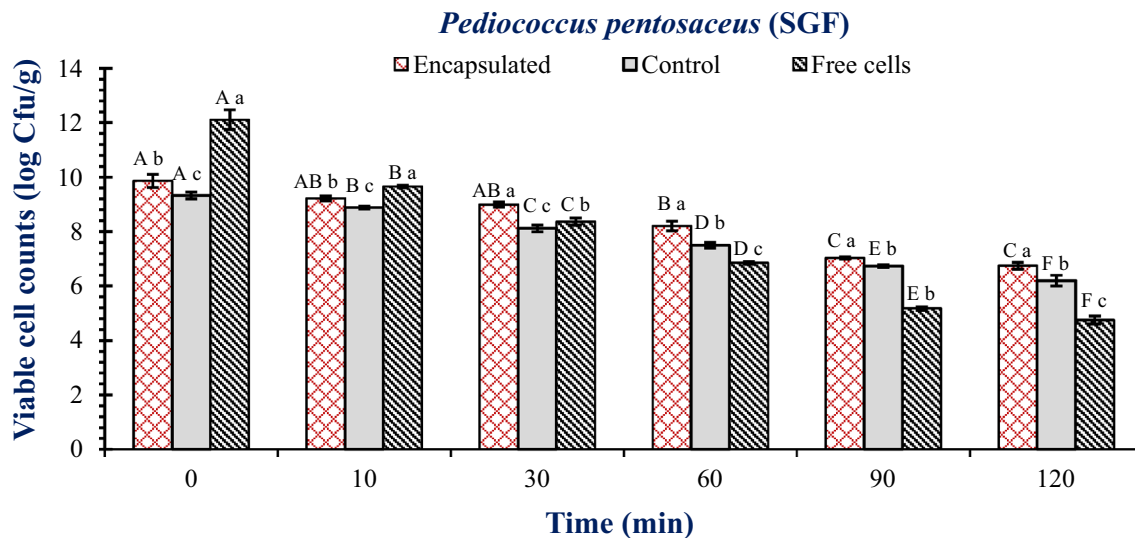 Pediococcus pentosaceus (SGF)
Encapsulated Control Free cells
Viable cell counts (log Cfu/g)
14
12
10
8
6
4
2
0
A b A c A a
AB b B c B a
AB a C c C b
B a D b D c
C a E b E b
C a F b F c
0 10 30 60 90 120
Time (min)